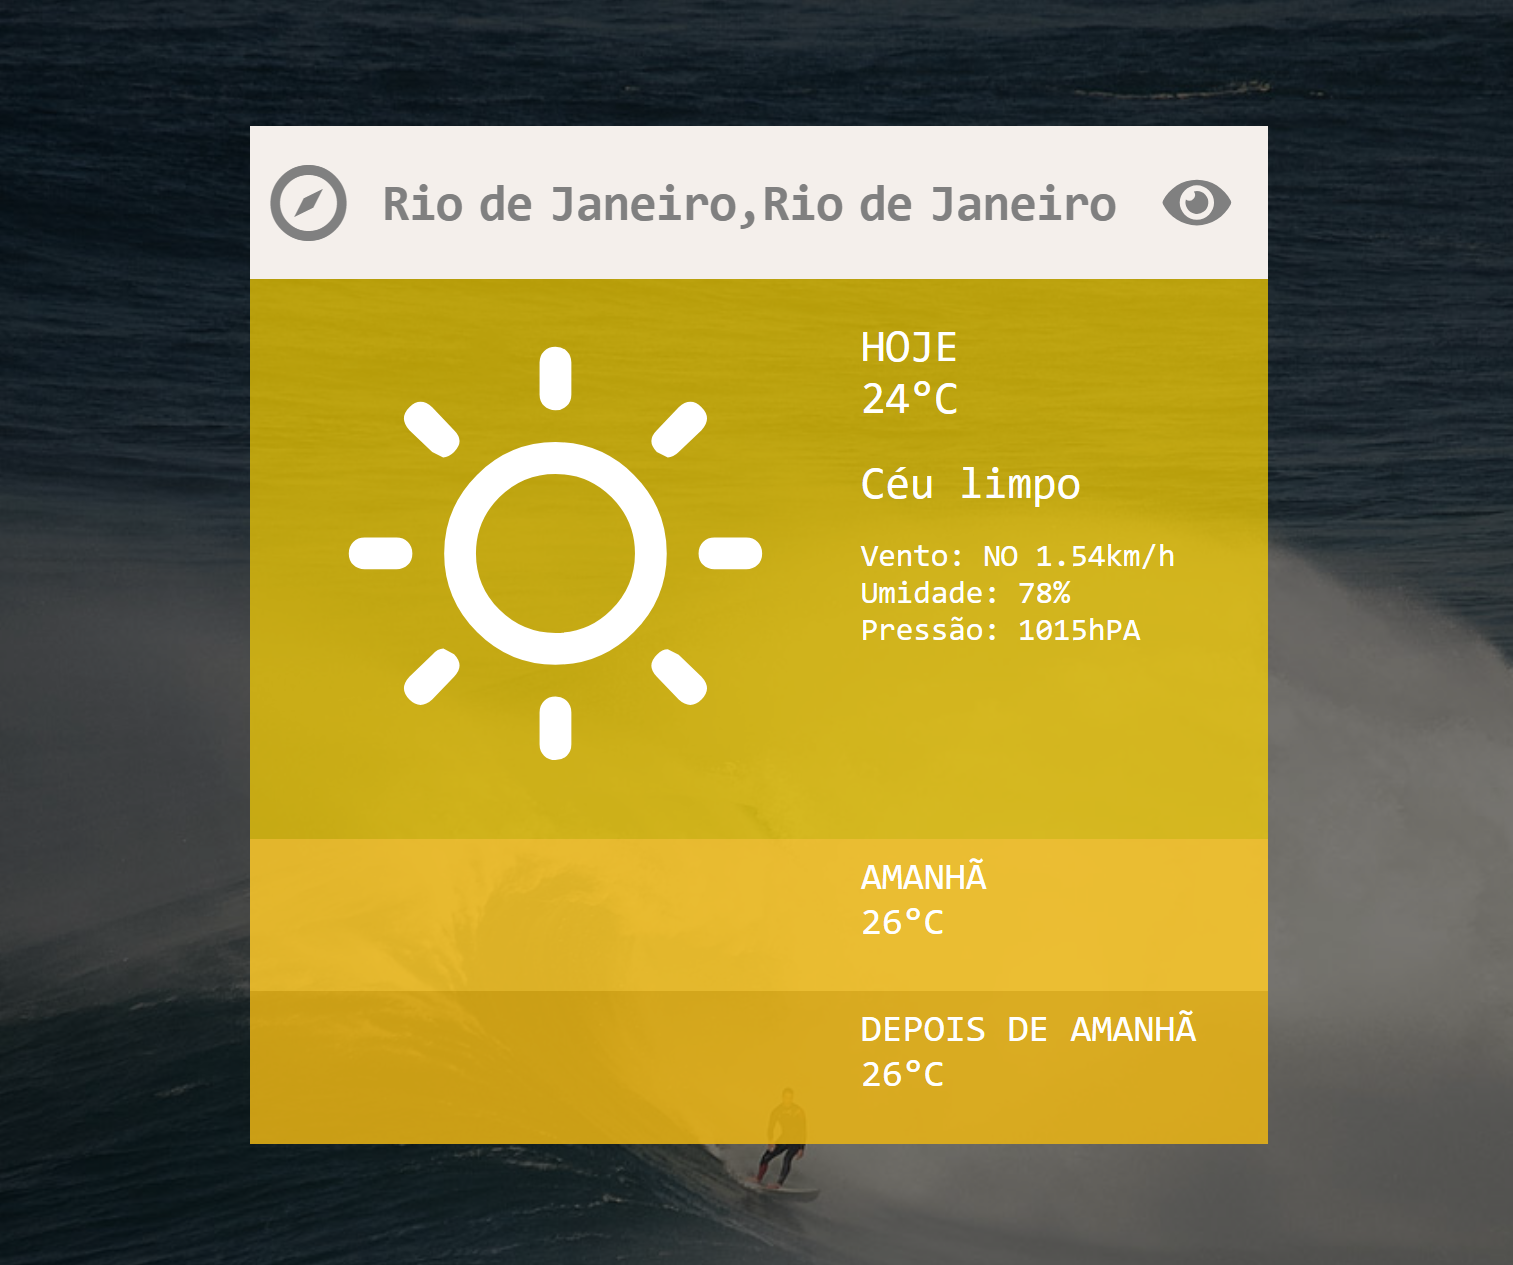 Rio de Janeiro,Rio de Janeiro
HOJE
24°C
Céu limpo
Vento: NO 1.54km/h
Umidade: 78%
Pressão: 1015hPA
AMANHÃ
26°C
DEPOIS DE AMANHÃ
26°C